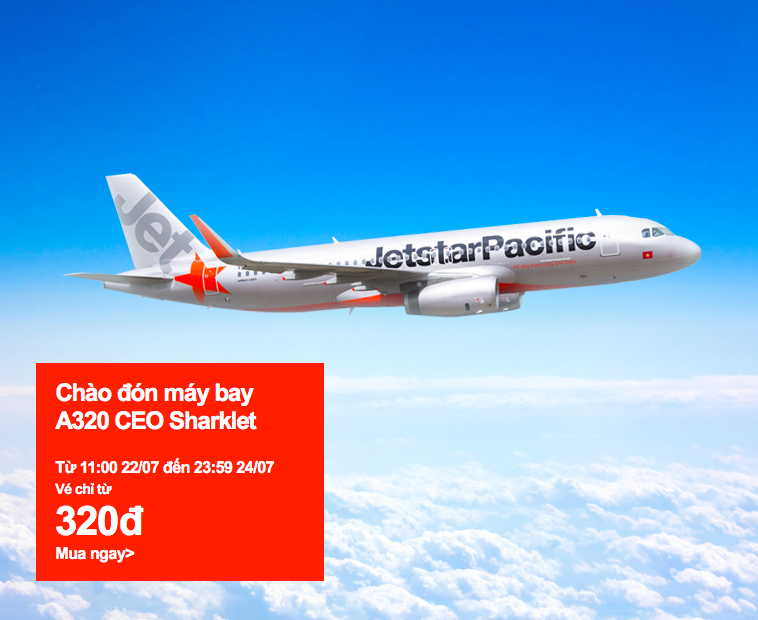 Jet
JetstarPacific
Chào đón máy bay
A320 CEO Sharklet
Từ 11:00 22/07 đến 23:59 24/07
Vé chỉ từ
320đ
Mua ngay>